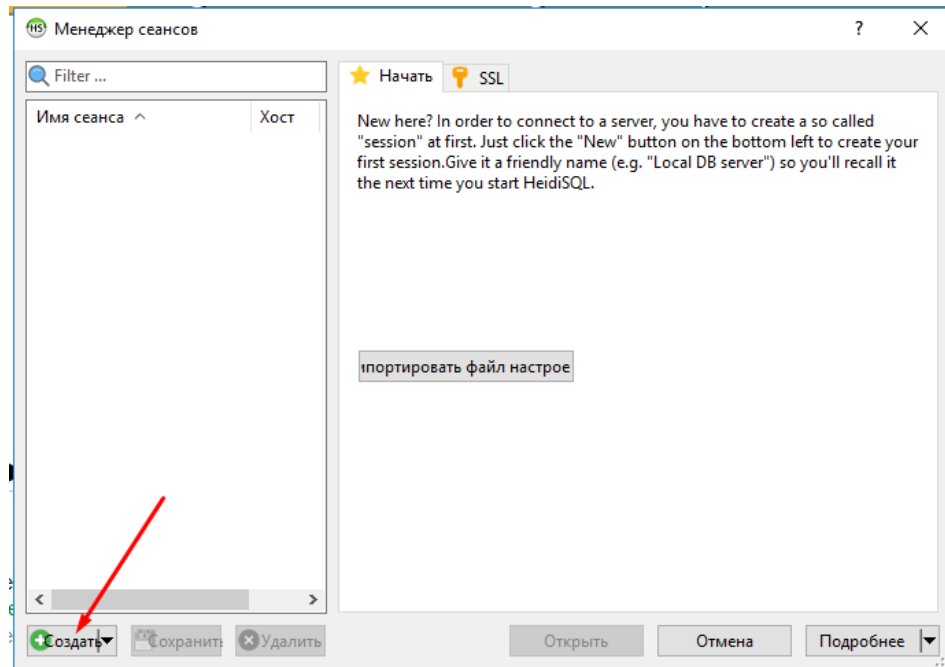 HS Менеджер сеансов ?
Filter ...
Имя сеанса Хост
Начать SSL
New here? In order to connect to a server, you have to create a so called
"session" at first. Just click the "New" button on the bottom left to create your
first session.Give it a friendly name (e.g. "Local DB server") so you'll recall it
the next time you start HeidiSQL.
мпортировать файл настрое
Создать Сохранить Удалить Открыть Отмена Подробнее